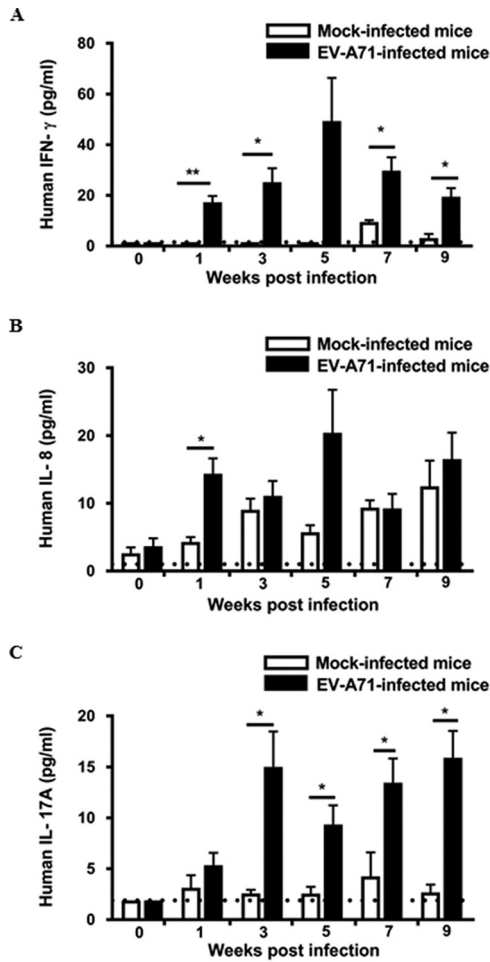 A
Mock-infected mice
EV-A71-infected mice
Human IFN- γ (pg/ml)
80
60
40
20
0
**
*
*
*
0 1 3 5 7 9
Weeks post infection
B
Mock-infected mice
EV-A71-infected mice
Human IL- 8 (pg/ml)
30
20
10
0
*
0 1 3 5 7 9
Weeks post infection
C
Mock-infected mice
EV-A71-infected mice
Human IL- 17A (pg/ml)
20
15
10
5
0
*
*
*
*
0 1 3 5 7 9
Weeks post infection